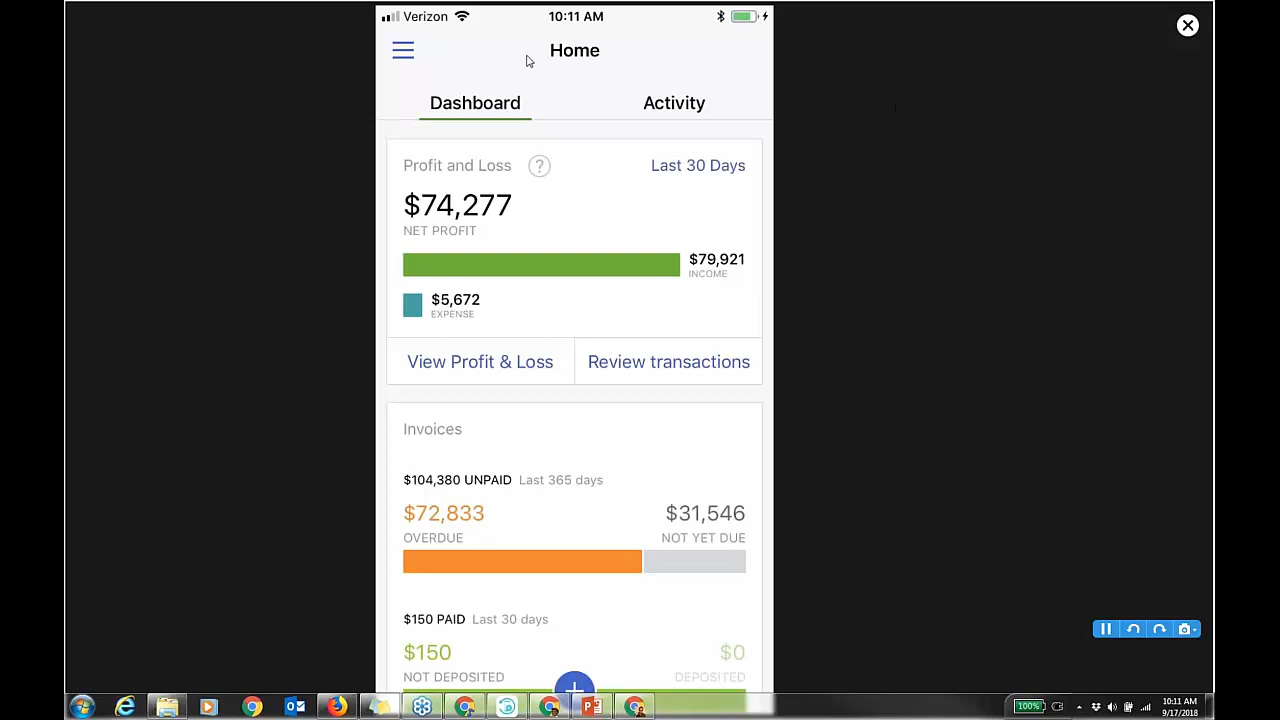 Verizon 10:11 AM
Home
Dashboard Activity
Profit and Loss ? Last 30 Days
$74,277
NET PROFIT
$79,921
INCOME
$5,672
EXPENSE
View Profit & Loss Review transactions
Invoices
$104,380 UNPAID Last 365 days
$72,833 $31,546
OVERDUE NOT YET DUE
$150 PAID Last 30 days
$150 $0
NOT DEPOSITED DEPOSITED
100% 10:11 AM
9/17/2018